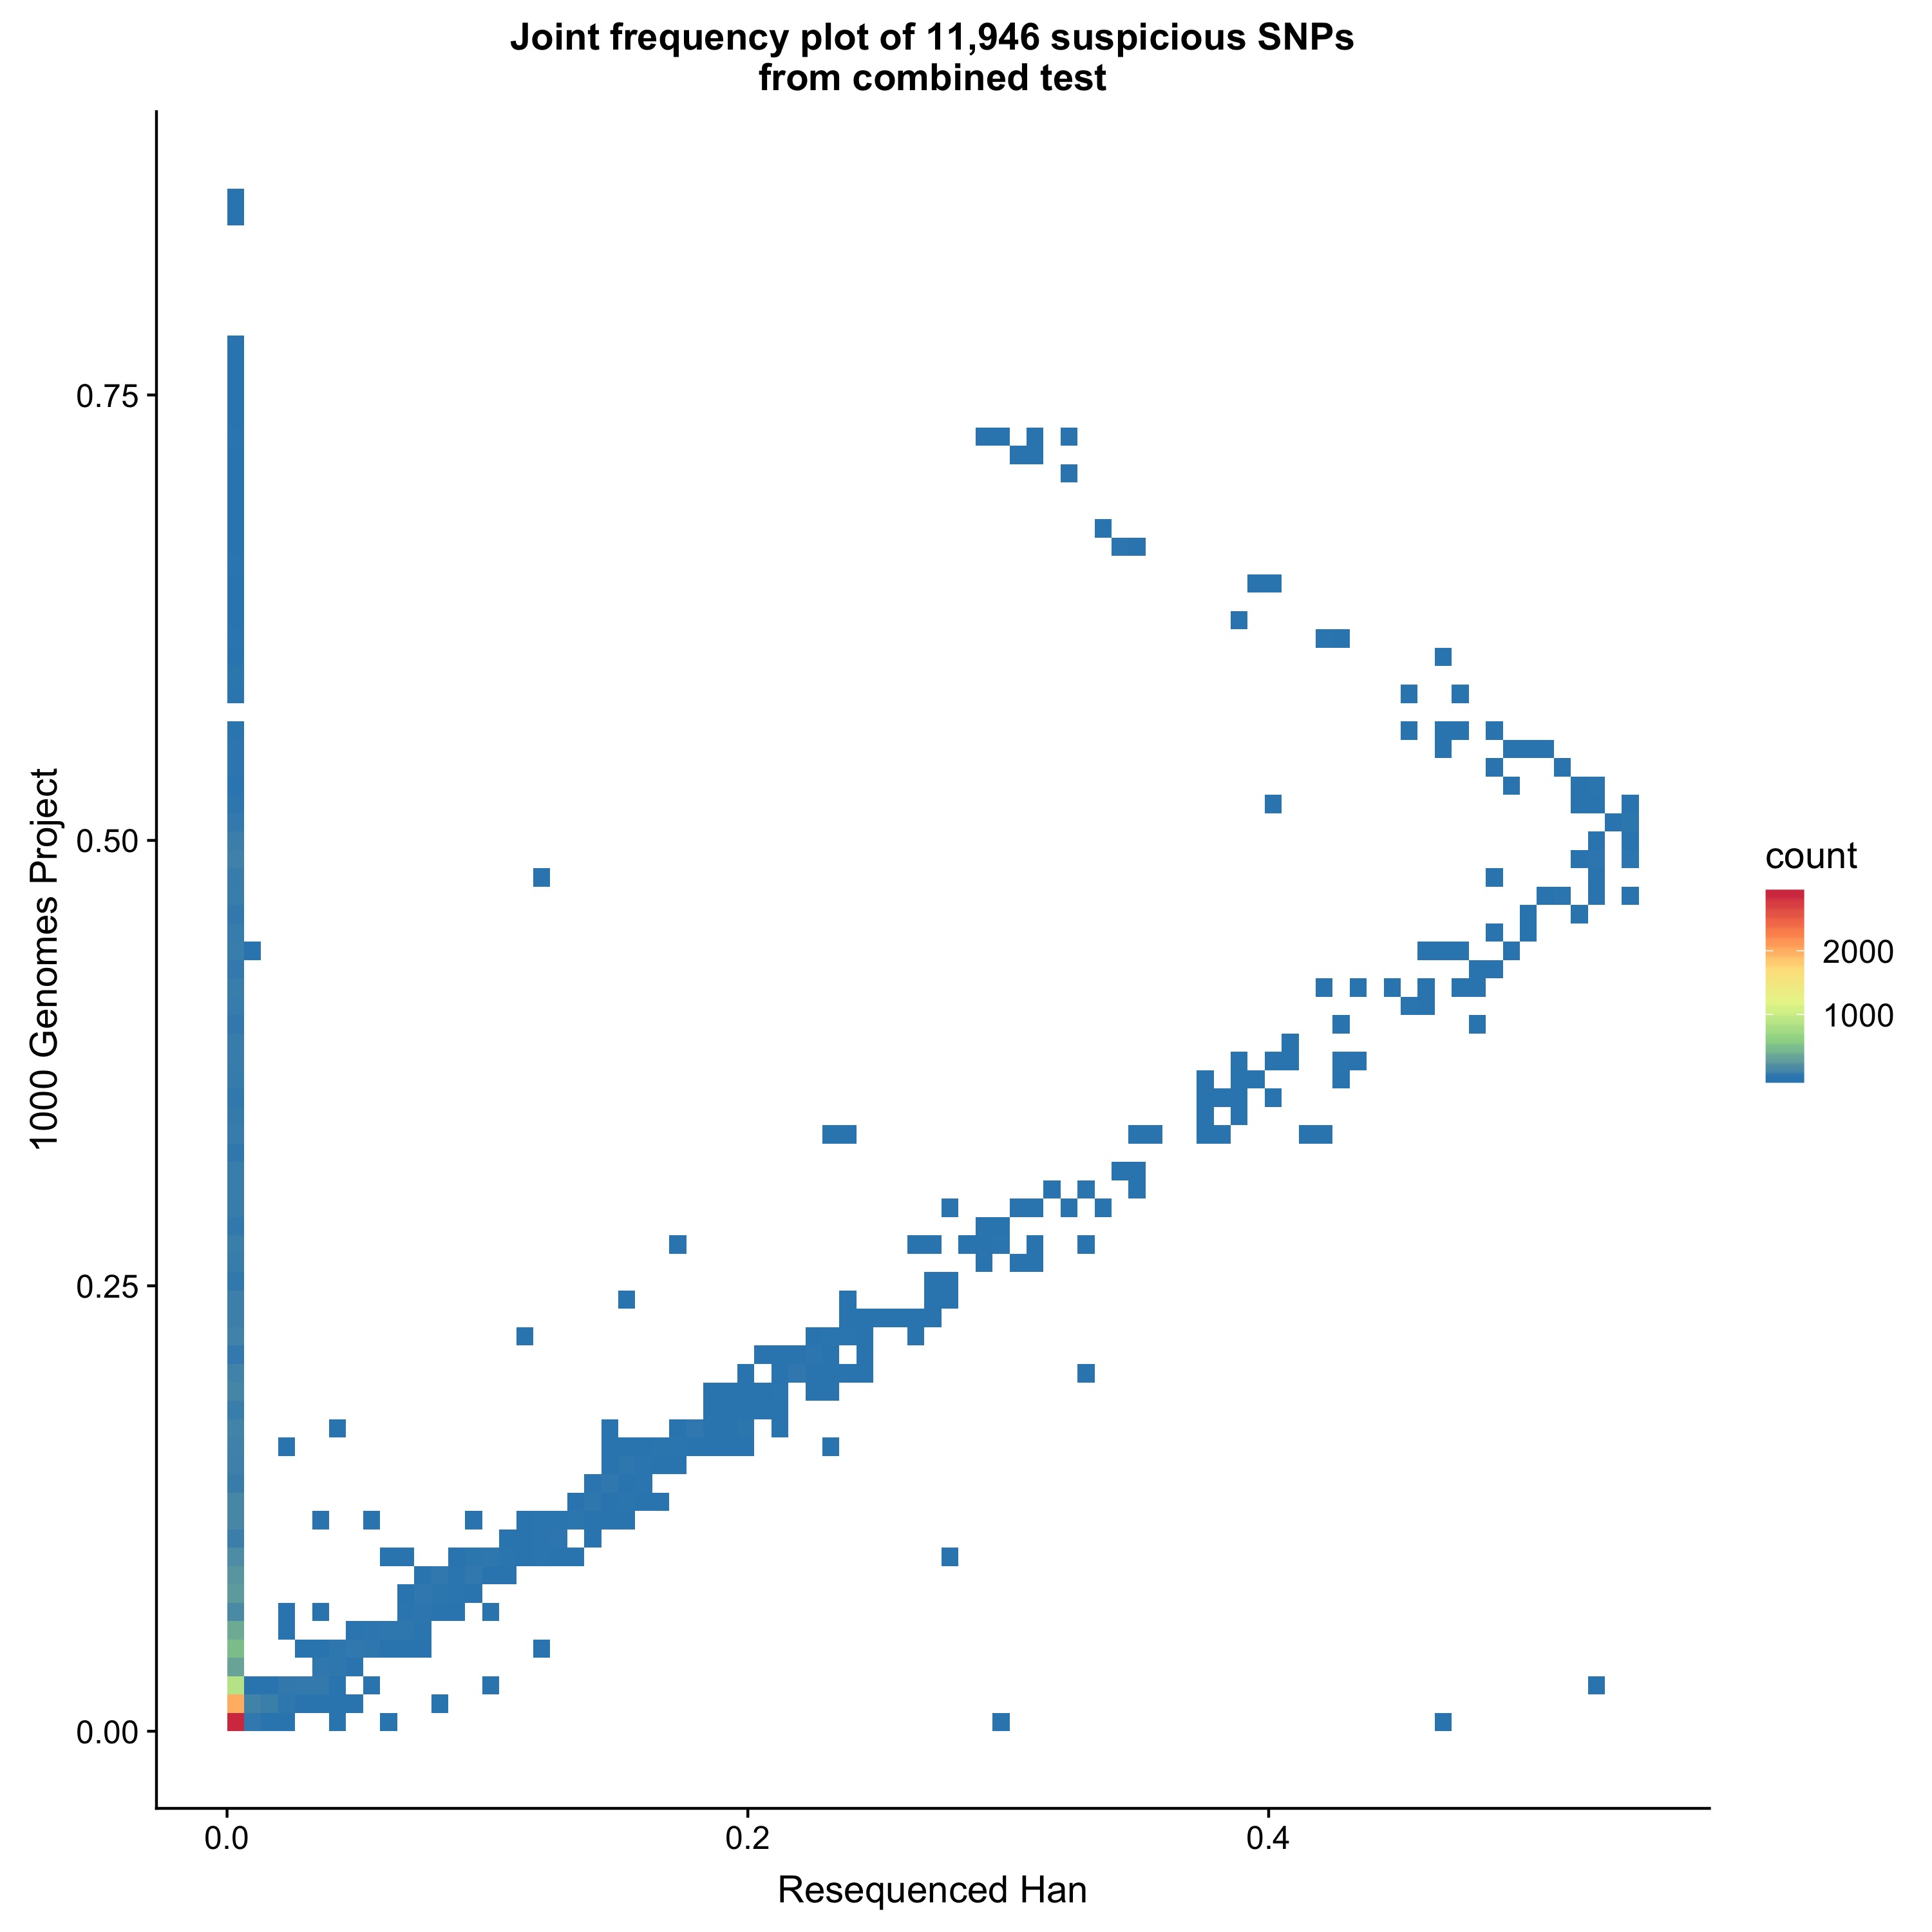 Joint frequency plot of 11,946 suspicious SNPs
from combined test
1000 Genomes Project
0.75
0.50
0.25
0.00
0.0
0.2
0.4
Resequenced Han
count
2000
1000